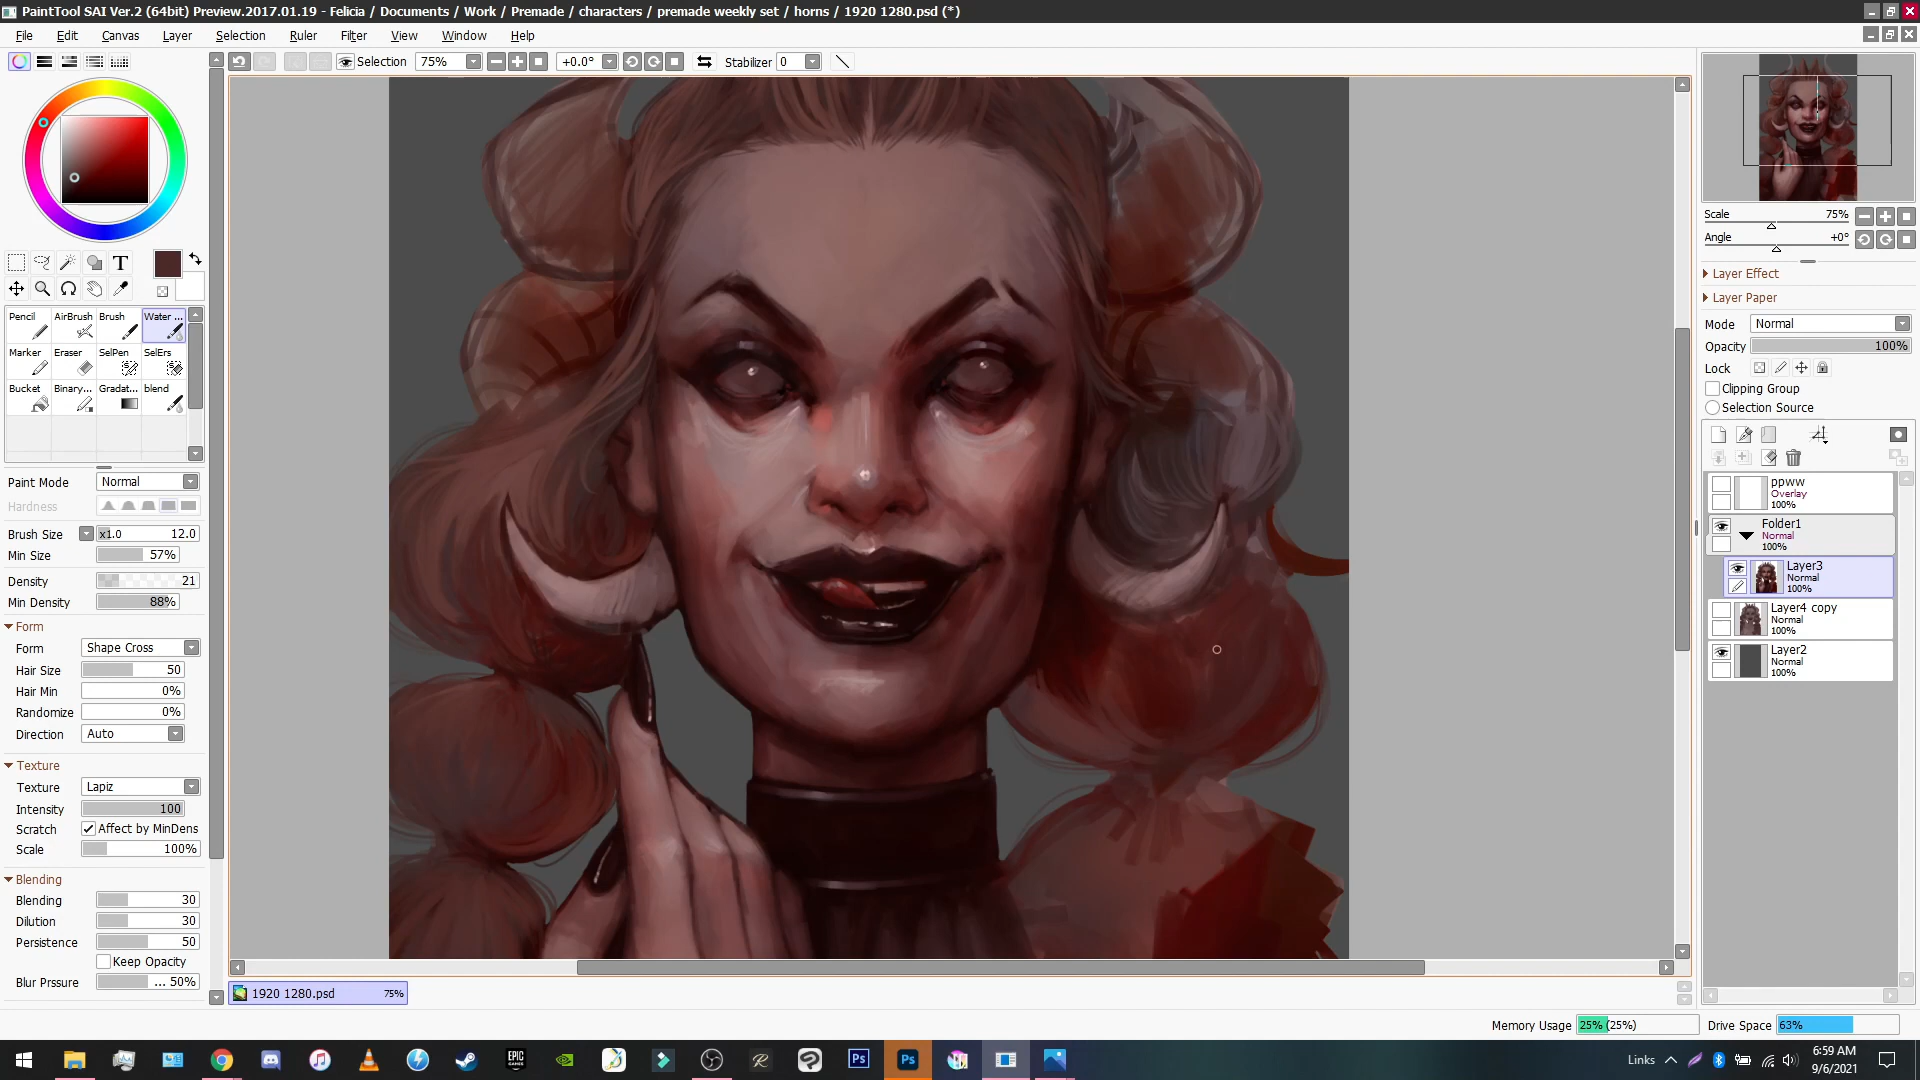 PaintTool SAI Ver.2 (64bit) Preview.2017.01.19 - Felicia / Documents / Work / Premade / characters / premade weekly set / horns / 1920 1280.psd (*)
File Edit Canvas Layer Selection Ruler Filter View Window Help
Selection 75% +0.0° Stabilizer 0
T
Pencil AirBrush Brush Water ...
Marker Eraser SelPen SelErs
Bucket Binary... Gradat... blend
Paint Mode Normal
Hardness
Brush Size x1.0 12.0
Min Size 57%
Density 21
Min Density 88%
Form
Form Shape Cross
Hair Size 50
Hair Min 0%
Randomize 0%
Direction Auto
Texture
Texture Lapiz
Intensity 100
Scratch Affect by MinDens
Scale 100%
Blending
Blending 30
Dilution 30
Persistence 50
Keep Opacity
Blur Prssure ... 50%
Scale 75%
Angle +0°
Layer Effect
Layer Paper
Mode Normal
Opacity 100%
Lock
Clipping Group
Selection Source
ppww
Overlay
100%
Folder1
Normal
100%
Layer3
Normal
100%
Layer4 copy
Normal
100%
Layer2
Normal
100%
1920 1280.psd 75%
Memory Usage 25% (25%) Drive Space 63%
EPIC
GAMES
Ps
Ps
Links
6:59 AM
9/6/2021